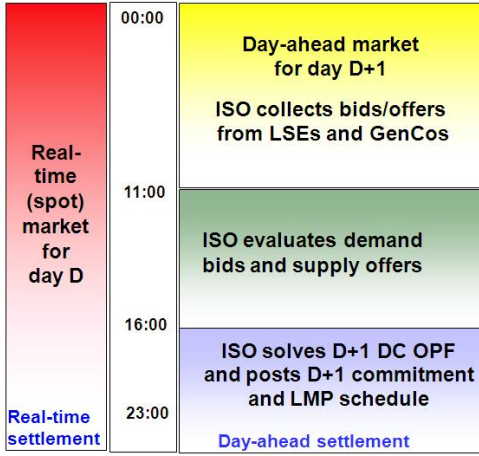 Real-
time
(spot)
market
for
day D
Real-time
settlement
00:00
11:00
16:00
23:00
Day-ahead market
for day D+1
ISO collects bids/offers
from LSEs and GenCos
ISO evaluates demand
bids and supply offers
ISO solves D+1 DC OPF
and posts D+1 commitment
and LMP schedule
Day-ahead settlement